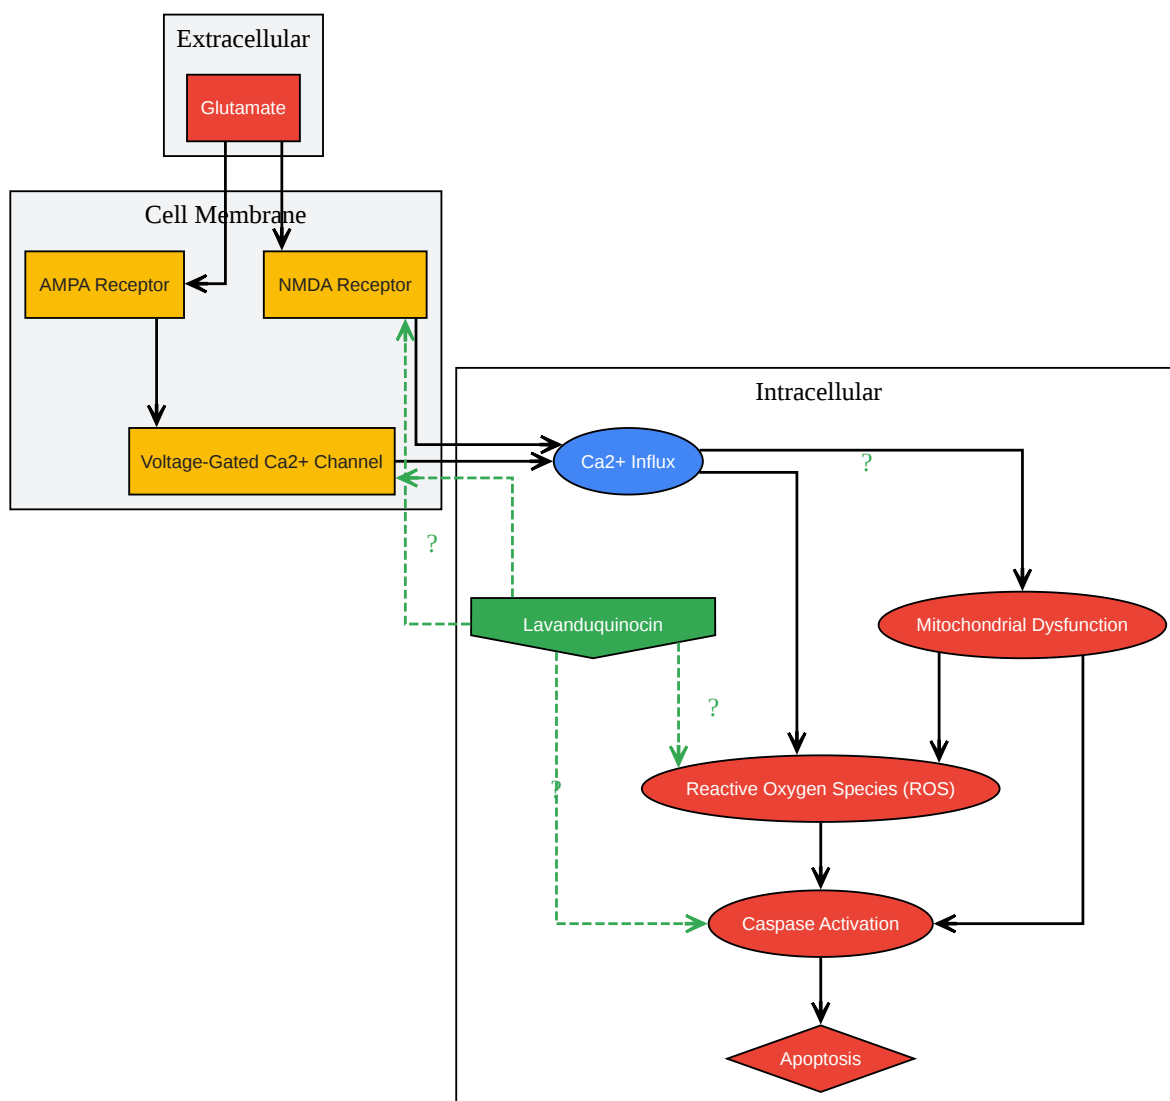 Extracellular
Glutamate
Cell Membrane
AMPA Receptor
NMDA Receptor
Intracellular
Voltage-Gated Ca2+ Channel
Ca2+ Influx
?
?
Lavanduquinocin
Mitochondrial Dysfunction
?
?
Reactive Oxygen Species (ROS)
Caspase Activation
Apoptosis